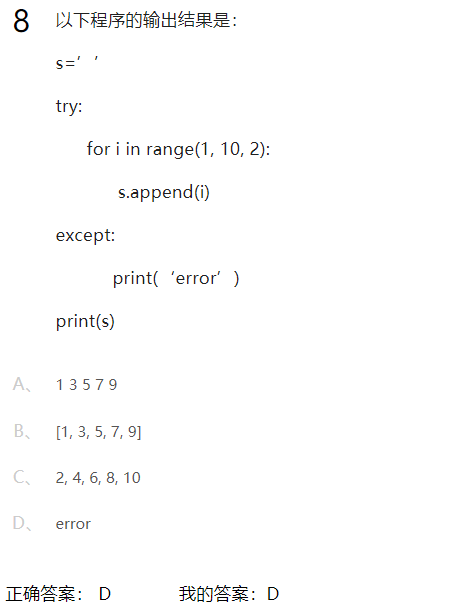 8 以下程序的输出结果是：
s=’ ’
try:
for i in range(1, 10, 2):
s.append(i)
except:
print(‘error’)
print(s)
A、 1 3 5 7 9
B、 [1, 3, 5, 7, 9]
C、 2, 4, 6, 8, 10
D、 error
正确答案： D 我的答案：D